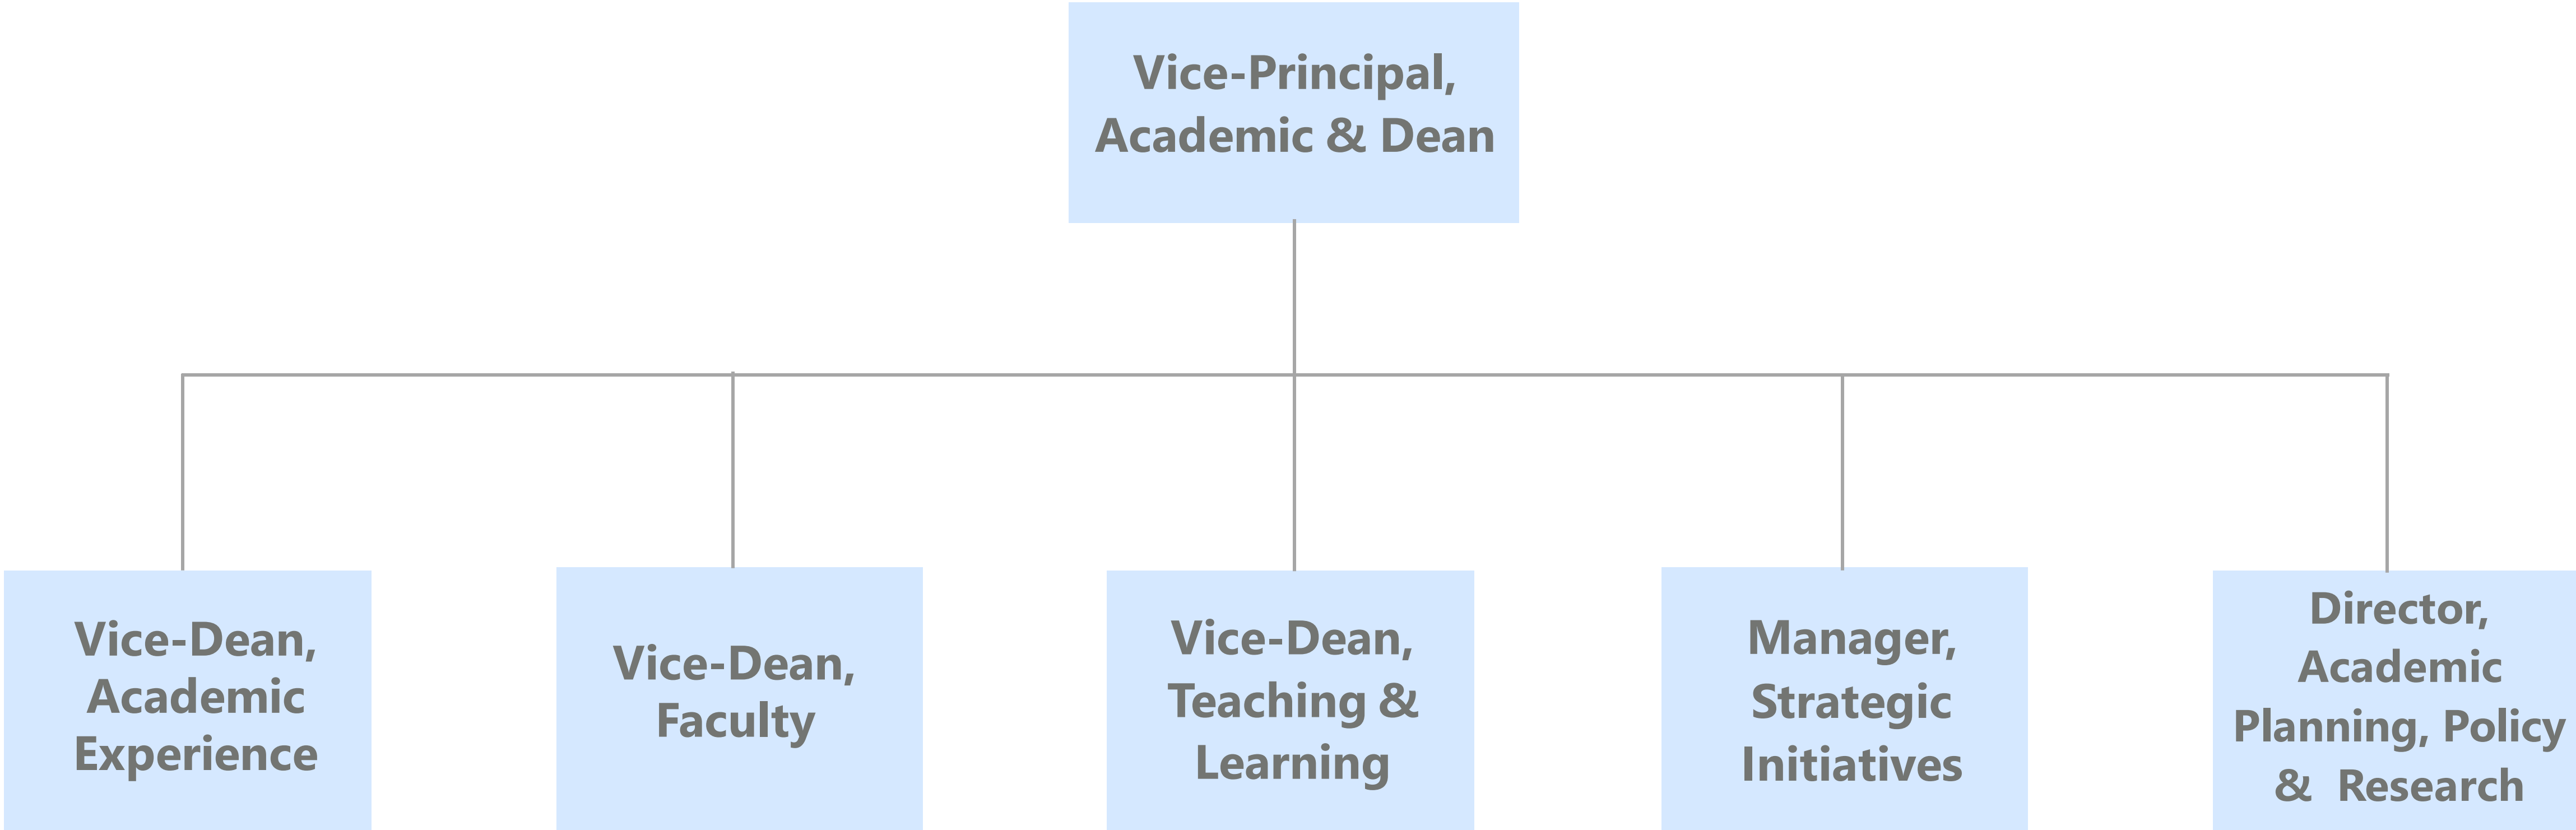 Vice-Principal,
Academic & Dean
Vice-Dean,
Academic
Experience
Vice-Dean,
Faculty
Vice-Dean,
Teaching &
Learning
Manager,
Strategic
Initiatives
Director,
Academic
Planning, Policy
& Research